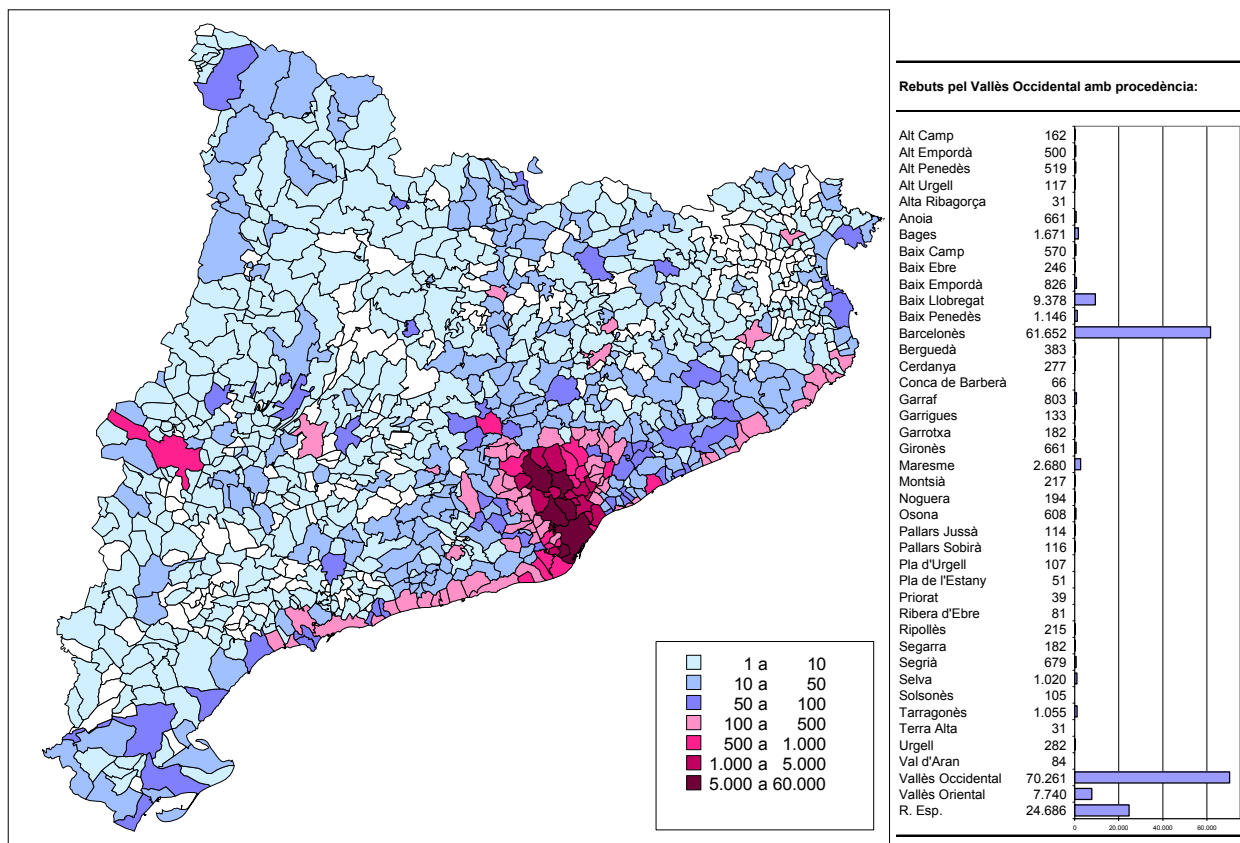 Rebuts pel Vallès Occidental amb procedència:
Alt Camp 162
Alt Empordà 500
Alt Penedès 519
Alt Urgell 117
Alta Ribagorça 31
Anoia 661
Bages 1.671
Baix Camp 570
Baix Ebre 246
Baix Empordà 826
Baix Llobregat 9.378
Baix Penedès 1.146
Barcelonès 61.652
Berguedà 383
Cerdanya 277
Conca de Barberà 66
Garraf 803
Garrigues 133
Garrotxa 182
Gironès 661
Maresme 2.680
Montsià 217
Noguera 194
Osona 608
Pallars Jussà 114
Pallars Sobirà 116
Pla d'Urgell 107
Pla de l'Estany 51
Priorat 39
Ribera d'Ebre 81
Ripollès 215
Segarra 182
Segrià 679
Selva 1.020
Solsonès 105
Tarragonès 1.055
Terra Alta 31
Urgell 282
Val d'Aran 84
Vallès Occidental 70.261
Vallès Oriental 7.740
R. Esp. 24.686
0 20.000 40.000 60.000
1 a 10
10 a 50
50 a 100
100 a 500
500 a 1.000
1.000 a 5.000
5.000 a 60.000